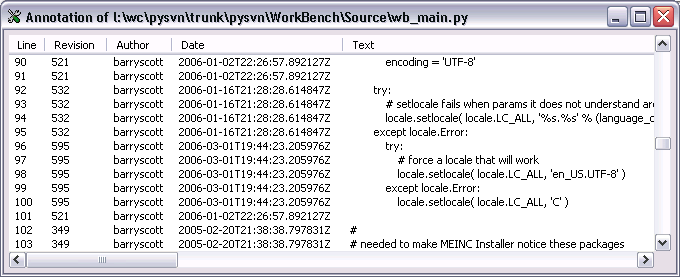 Annotation of l:\wc\pysvn\trunk\pysvn\WorkBench\Source\wb_main.py
Line Revision Author Date Text
90 521 barryscott 2006-01-02T22:26:57.892127Z encoding = 'UTF-8'
91 521 barryscott 2006-01-02T22:26:57.892127Z
92 532 barryscott 2006-01-16T21:28:28.614847Z try:
93 532 barryscott 2006-01-16T21:28:28.614847Z # setlocale fails when params it does not understand are
94 532 barryscott 2006-01-16T21:28:28.614847Z locale.setlocale( locale.LC_ALL, '%s.%s' % (language_c
95 532 barryscott 2006-01-16T21:28:28.614847Z except locale.Error:
96 595 barryscott 2006-03-01T19:44:23.205976Z try:
97 595 barryscott 2006-03-01T19:44:23.205976Z # force a locale that will work
98 595 barryscott 2006-03-01T19:44:23.205976Z locale.setlocale( locale.LC_ALL, 'en_US.UTF-8' )
99 595 barryscott 2006-03-01T19:44:23.205976Z except locale.Error:
100 595 barryscott 2006-03-01T19:44:23.205976Z locale.setlocale( locale.LC_ALL, 'C' )
101 521 barryscott 2006-01-02T22:26:57.892127Z
102 349 barryscott 2005-02-20T21:38:38.797831Z #
103 349 barryscott 2005-02-20T21:38:38.797831Z # needed to make MEINC Installer notice these packages